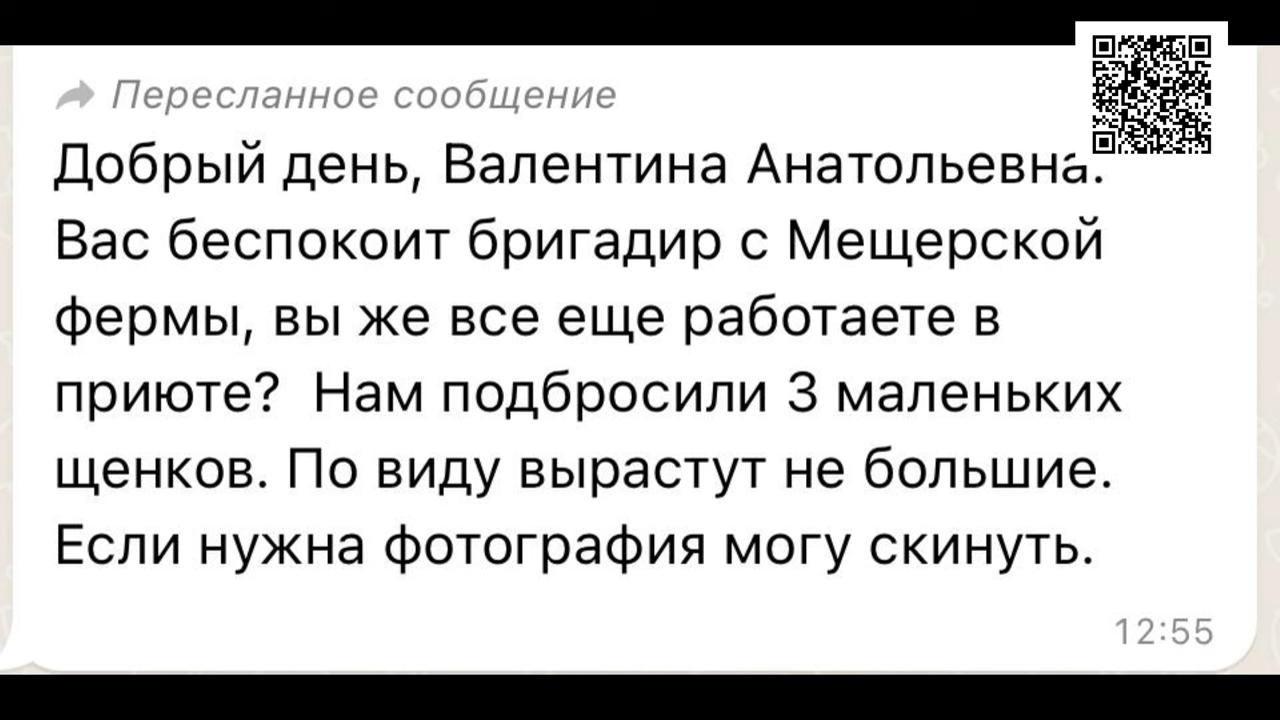 Пересланное сообщение
Добрый день, Валентина Анатольевна.
Вас беспокоит бригадир с Мещерской
фермы, вы же все еще работаете в
приюте?  Нам подбросили 3 маленьких
щенков. По виду вырастут не большие.
Если нужна фотография могу скинуть.
12:55